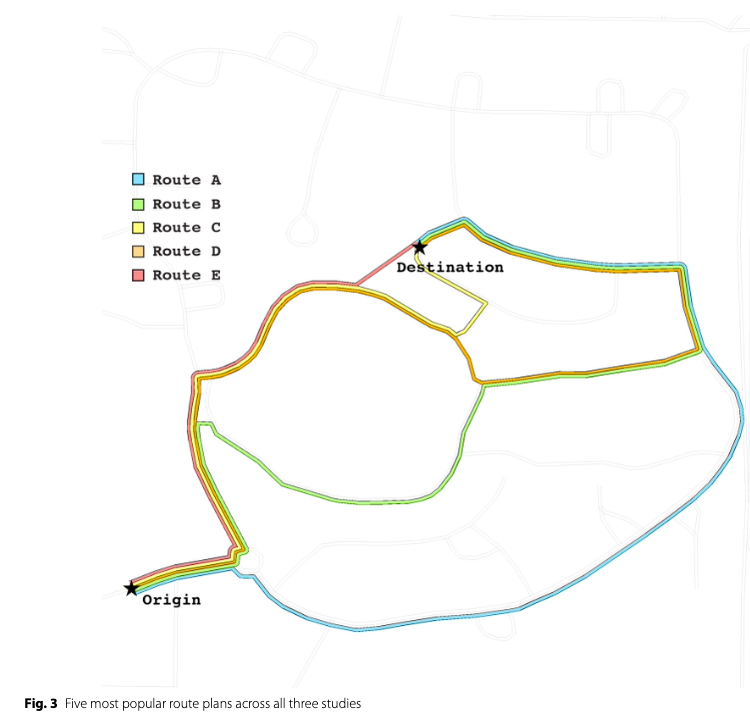 Route A
Route B
Route C
Route D
Route E
Destination
Origin
Fig. 3 Five most popular route plans across all three studies